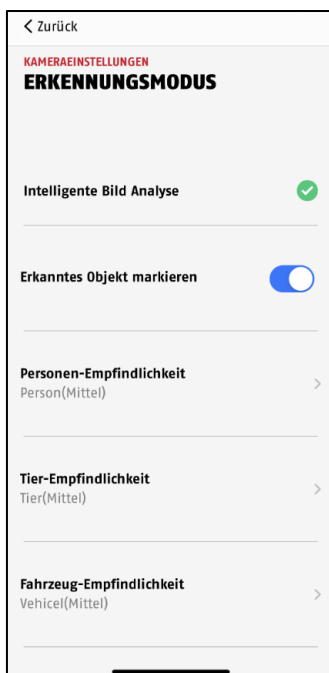 Zurück
KAMERAEINSTELLUNGEN
ERKENNUNGSMODUS
Intelligente Bild Analyse
Erkanntes Objekt markieren
Personen-Empfindlichkeit
Person(Mittel)
Tier-Empfindlichkeit
Tier(Mittel)
Fahrzeug-Empfindlichkeit
Vehicel(Mittel)